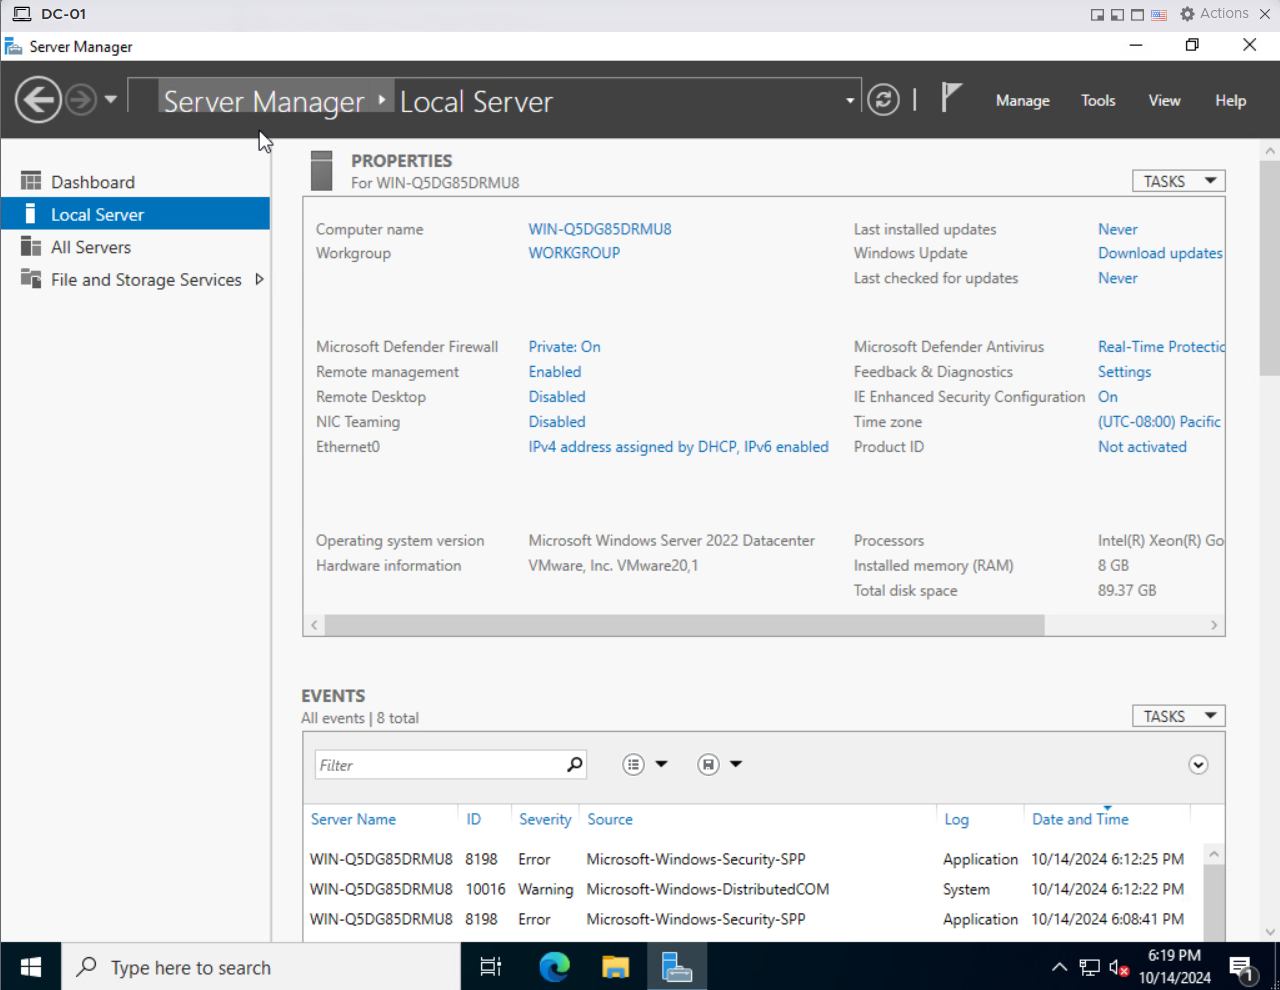 DC-01
Actions
Server Manager
Server Manager
Local Server
Manage
Tools
View
Help
Dashboard
Local Server
All Servers
File and Storage Services
PROPERTIES
For WIN-Q5DG85DRMU8
TASKS
Computer name WIN-Q5DG85DRMU8 Last installed updates Never
Workgroup WORKGROUP Windows Update Download updates
Last checked for updates Never
Microsoft Defender Firewall Private: On Microsoft Defender Antivirus Real-Time Protectio
Remote management Enabled Feedback & Diagnostics Settings
Remote Desktop Disabled IE Enhanced Security Configuration On
NIC Teaming Disabled Time zone (UTC-08:00) Pacific
Ethernet0 IPv4 address assigned by DHCP, IPv6 enabled Product ID Not activated
Operating system version Microsoft Windows Server 2022 Datacenter Processors Intel(R) Xeon(R) Go
Hardware information VMware, Inc. VMware20,1 Installed memory (RAM) 8 GB
Total disk space 89.37 GB
EVENTS
All events | 8 total
TASKS
Filter
Server Name ID Severity Source Log Date and Time
WIN-Q5DG85DRMU8 8198 Error Microsoft-Windows-Security-SPP Application 10/14/2024 6:12:25 PM
WIN-Q5DG85DRMU8 10016 Warning Microsoft-Windows-DistributedCOM System 10/14/2024 6:12:22 PM
WIN-Q5DG85DRMU8 8198 Error Microsoft-Windows-Security-SPP Application 10/14/2024 6:08:41 PM
Type here to search
6:19 PM
10/14/2024
1